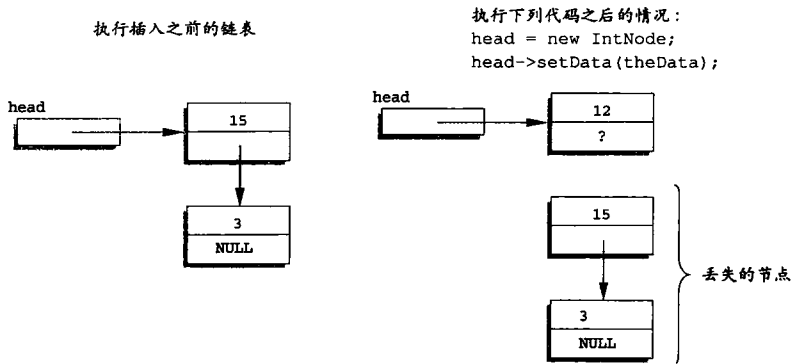 执行插入之前的链表
head
15
3
NULL
执行下列代码之后的情况：
head = new IntNode;
head->setData(theData);
head
12
?
15
3
NULL
丢失的节点